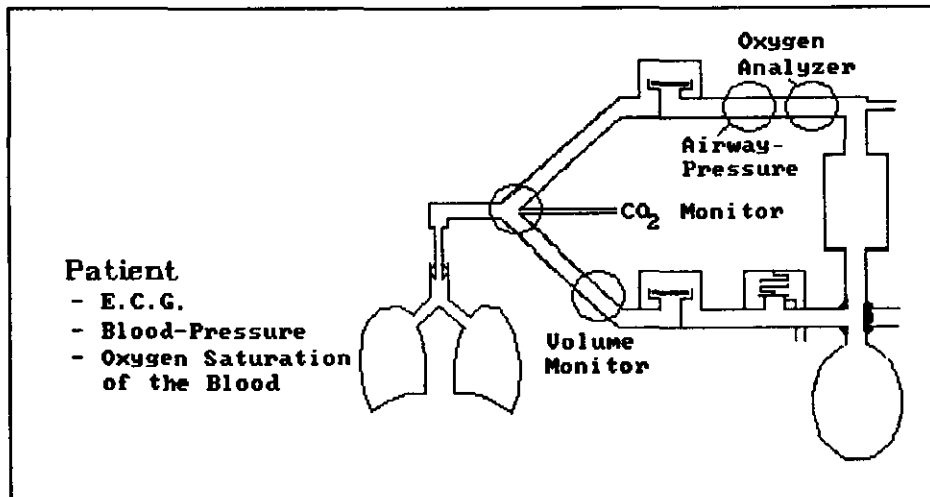 Oxygen
Analyzer
Airway-
Pressure
CO2 Monitor
Patient
- E.C.G.
- Blood-Pressure
- Oxygen Saturation
of the Blood
Volume
Monitor